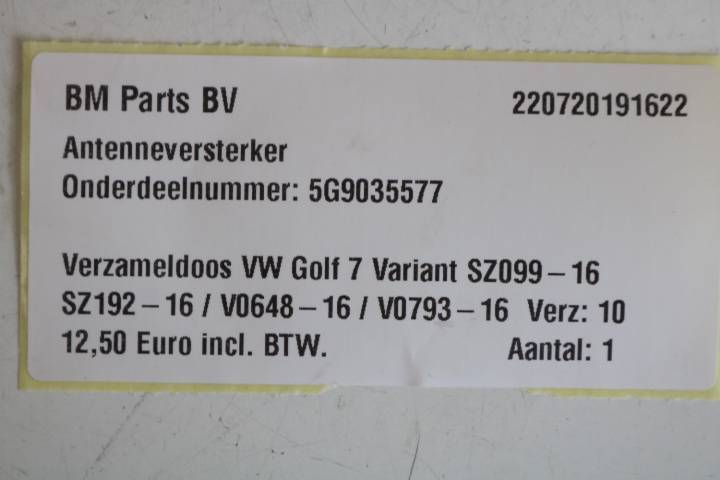 BM Parts BV 220720191622
Antenneversterker
Onderdeelnummer: 5G9035577
Verzameldoos VW Golf 7 Variant SZ099-16
SZ192-16 / V0648-16 / V0793-16 Verz: 10
12,50 Euro incl. BTW. Aantal: 1